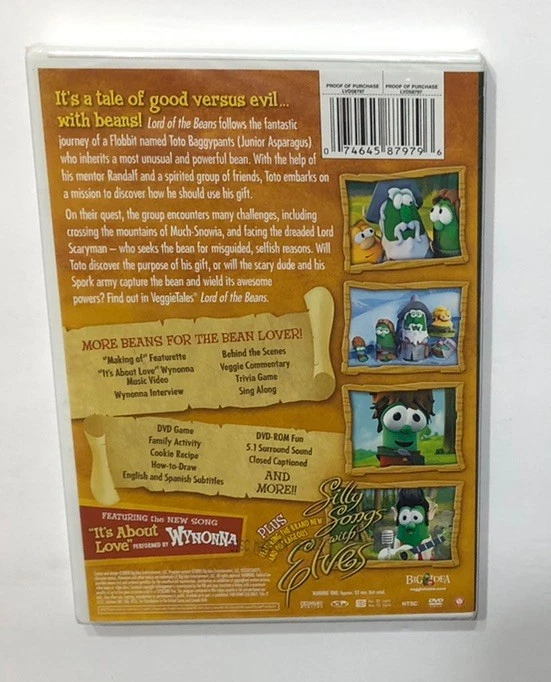 It's a tale of good versus evil...
with beans! Lord of the Beans follows the fantastic
journey of a Flobbit named Toto Baggypants (Junior Asparagus)
who inherits a most unusual and powerful bean. With the help of
his mentor Randalf and a spirited group of friends, Toto embarks on
a mission to discover how he should use his gift.
On their quest, the group encounters many challenges, including
crossing the mountains of Much-Snowia, and facing the dreaded Lord
Scaryman — who seeks the bean for misguided, selfish reasons. Will
Toto discover the purpose of his gift, or will the scary dude and his
Spork army capture the bean and wield its awesome
powers? Find out in VeggieTales® Lord of the Beans.
PROOF OF PURCHASE
PROOF OF PURCHASE
0 74645 87979 6
MORE BEANS FOR THE BEAN LOVER!
"Making of" Featurette
"It's About Love" Wynonna
Music Video
Wynonna Interview
Behind the Scenes
Veggie Commentary
Trivia Game
Sing Along
DVD Game
Family Activity
Cookie Recipe
How-to-Draw
English and Spanish Subtitles
DVD-ROM Fun
5.1 Surround Sound
Closed Captioned
AND
MORE!!
FEATURING the NEW SONG
"It's About
Love" PERFORMED BY WYNONNA
PLUS
Silly
Songs
with
Elves
BIG IDEA
NTSC
DVD